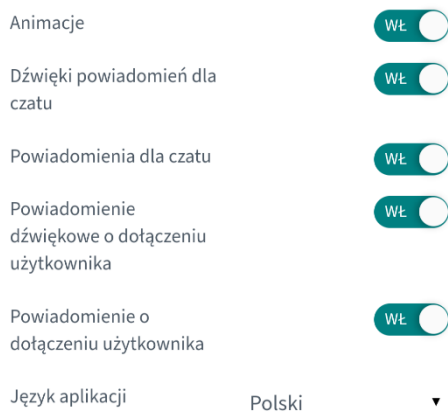 Animacje WŁ
Dźwięki powiadomień dla WŁ
czatu
Powiadomienia dla czatu WŁ
Powiadomienie WŁ
dźwiękowe o dołączeniu
użytkownika
Powiadomienie o WŁ
dołączeniu użytkownika
Język aplikacji Polski